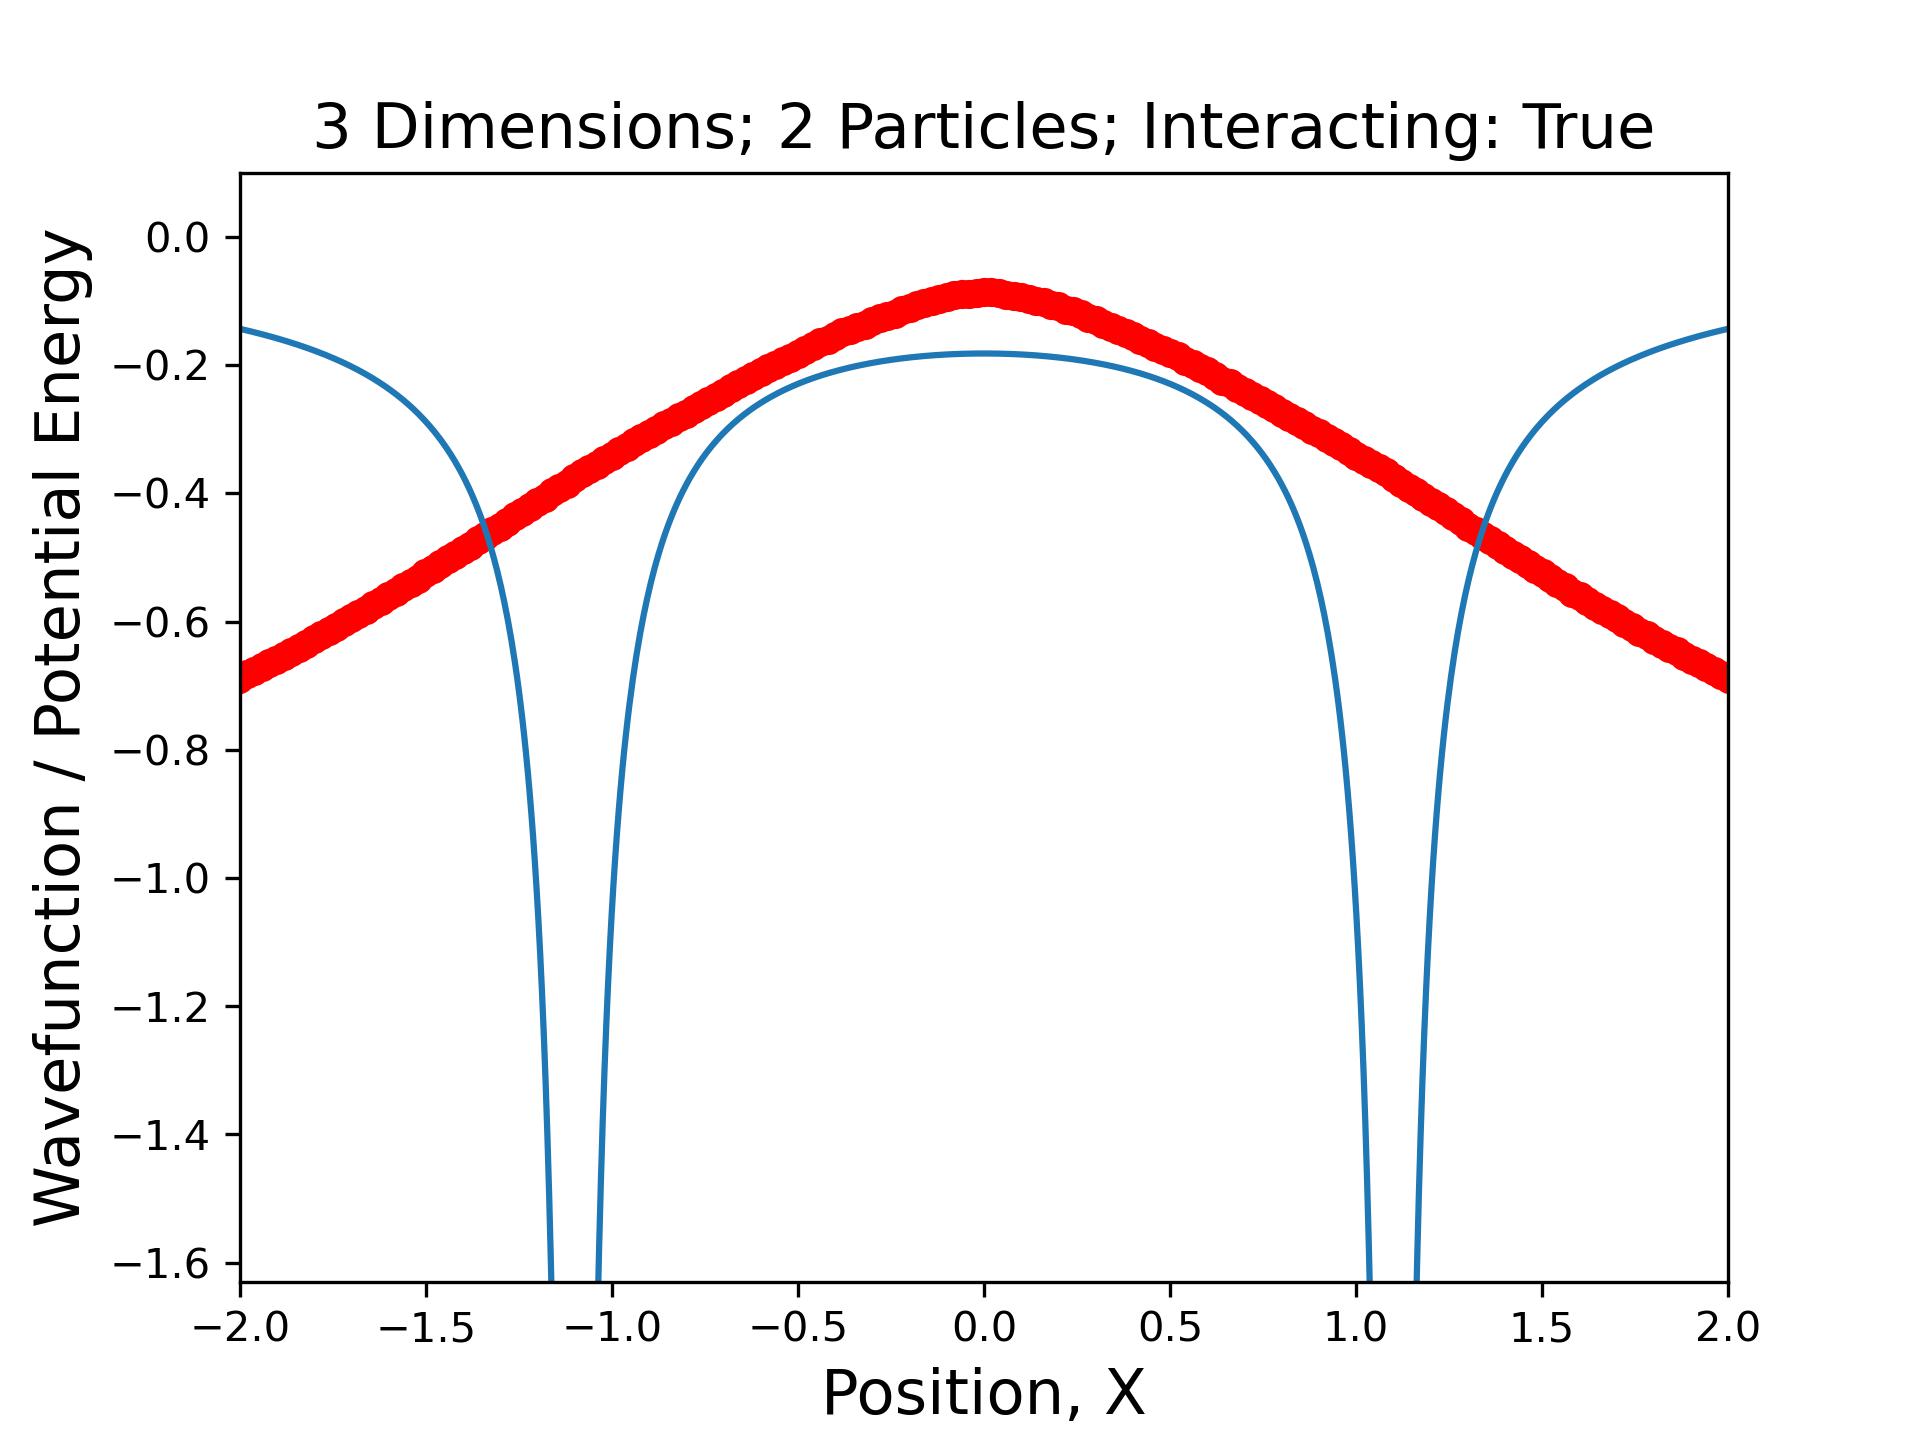 3 Dimensions; 2 Particles; Interacting: True
Wavefunction / Potential Energy
0.0
−0.2
−0.4
−0.6
−0.8
−1.0
−1.2
−1.4
−1.6
−2.0 −1.5 −1.0 −0.5 0.0 0.5 1.0 1.5 2.0
Position, X